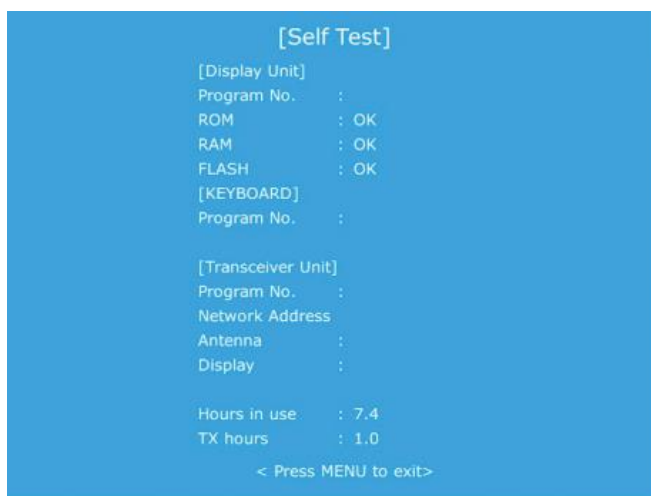 [Self Test]
[Display Unit]
Program No. :
ROM : OK
RAM : OK
FLASH : OK
[KEYBOARD]
Program No. :
[Transceiver Unit]
Program No. :
Network Address
Antenna :
Display :
Hours in use : 7.4
TX hours : 1.0
< Press MENU to exit>